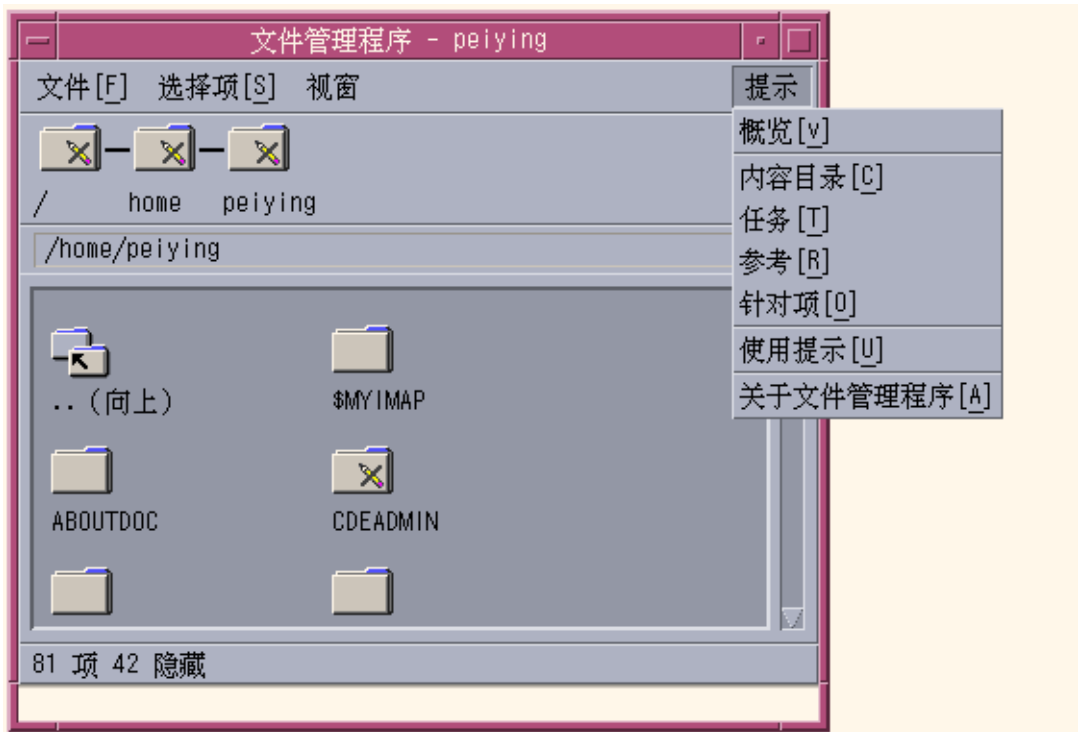 文件管理程序 - peiying
文件[F] 选择项[S] 视窗 提示
概览[v]
内容目录[C]
任务[T]
参考[R]
针对项[O]
使用提示[U]
关于文件管理程序[A]
/ home peiying
/home/peiying
..(向上) $MYIMAP
ABOUTDOC CDEADMIN
81 项 42 隐藏